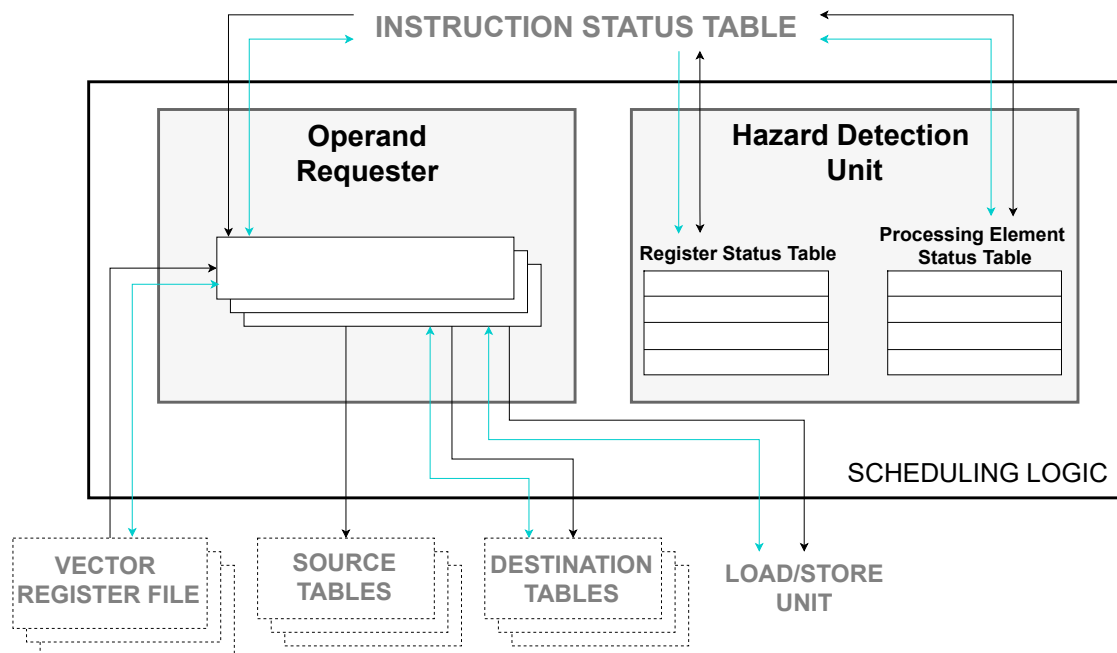 INSTRUCTION STATUS TABLE
Operand
Requester
Hazard Detection
Unit
Register Status Table
Processing Element
Status Table
SCHEDULING LOGIC
VECTOR
REGISTER FILE
SOURCE
TABLES
DESTINATION
TABLES
LOAD/STORE
UNIT